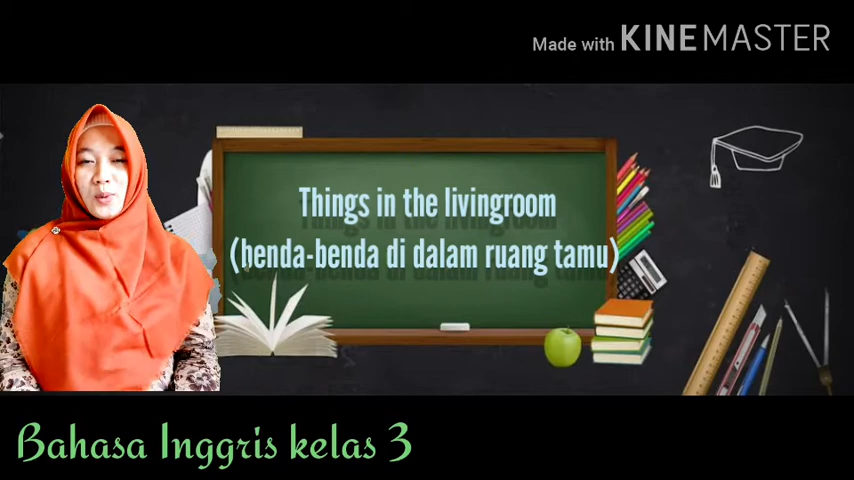 Made with KINEMASTER
Things in the livingroom
(benda-benda di dalam ruang tamu)
Bahasa Inggris kelas 3